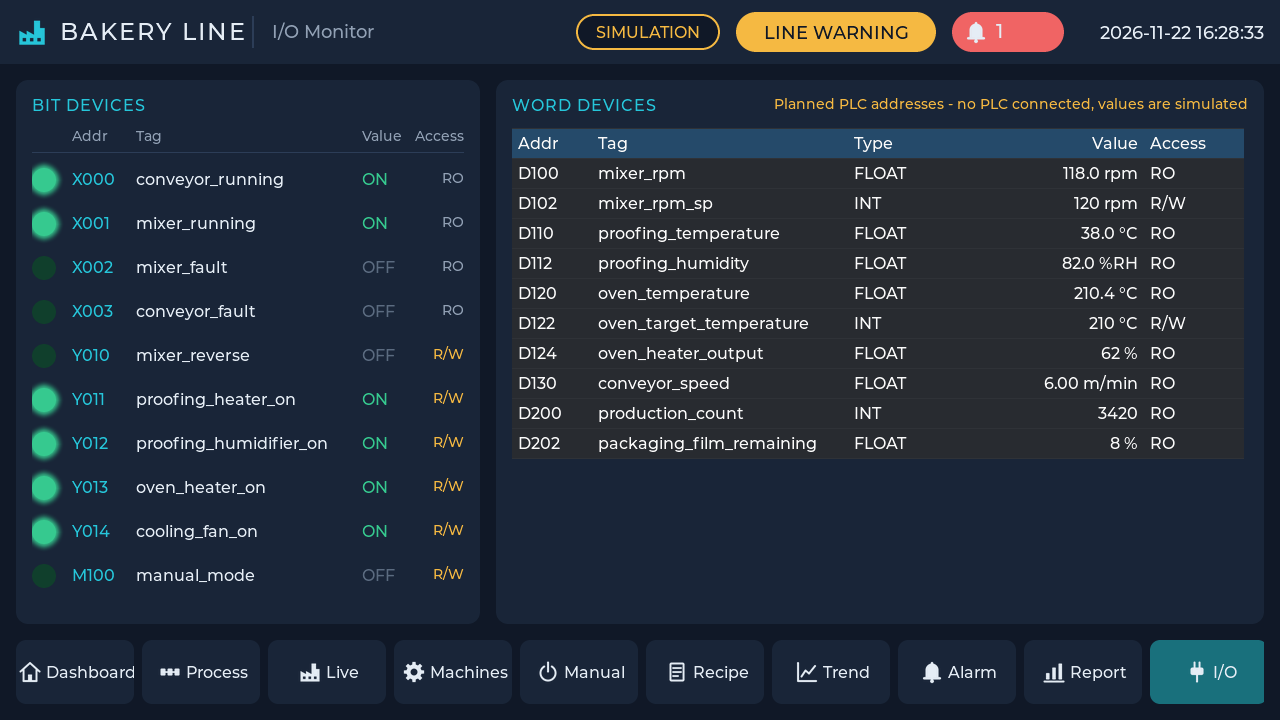 BAKERY LINE I/O Monitor SIMULATION LINE WARNING 1 2026-11-22 16:28:33
BIT DEVICES
Addr Tag Value Access
X000 conveyor_running ON RO
X001 mixer_running ON RO
X002 mixer_fault OFF RO
X003 conveyor_fault OFF RO
Y010 mixer_reverse OFF R/W
Y011 proofing_heater_on ON R/W
Y012 proofing_humidifier_on ON R/W
Y013 oven_heater_on ON R/W
Y014 cooling_fan_on ON R/W
M100 manual_mode OFF R/W
WORD DEVICES Planned PLC addresses - no PLC connected, values are simulated
Addr Tag Type Value Access
D100 mixer_rpm FLOAT 118.0 rpm RO
D102 mixer_rpm_sp INT 120 rpm R/W
D110 proofing_temperature FLOAT 38.0 °C RO
D112 proofing_humidity FLOAT 82.0 %RH RO
D120 oven_temperature FLOAT 210.4 °C RO
D122 oven_target_temperature INT 210 °C R/W
D124 oven_heater_output FLOAT 62 % RO
D130 conveyor_speed FLOAT 6.00 m/min RO
D200 production_count INT 3420 RO
D202 packaging_film_remaining FLOAT 8 % RO
Dashboard Process Live Machines Manual Recipe Trend Alarm Report I/O